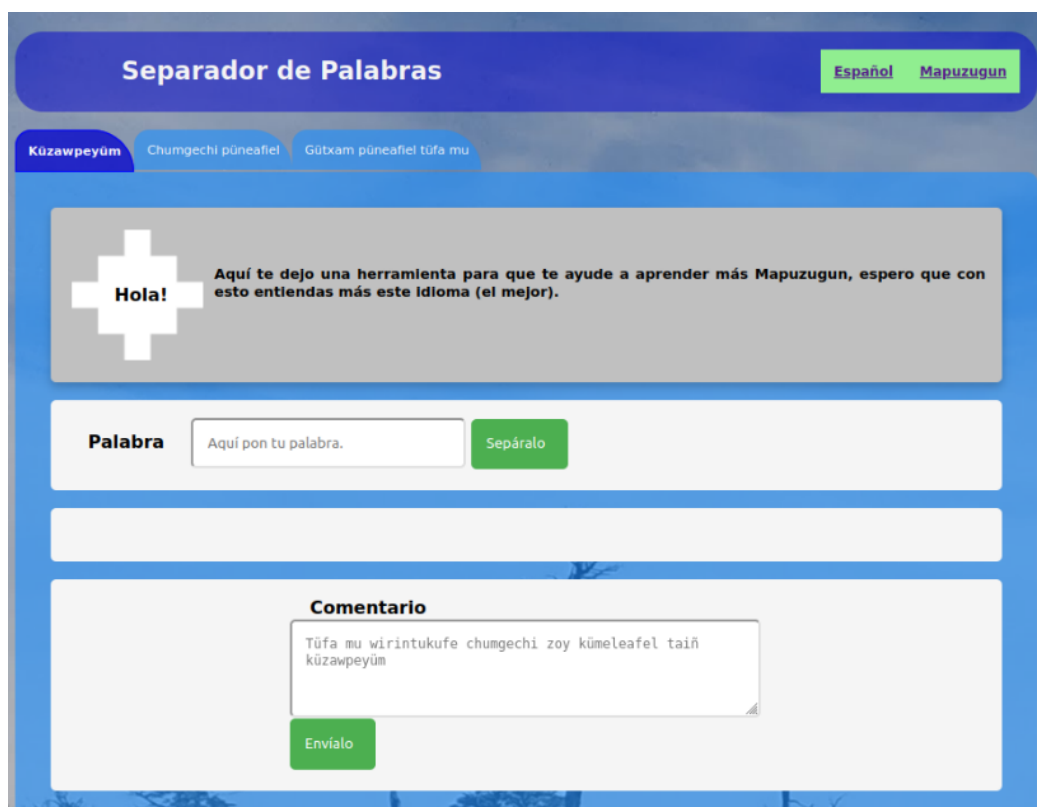 Separador de Palabras
Español Mapuzugun
Küzawpeyüm Chumgechi püneafiel Gütxam püneafiel tüfa mu
Hola!
Aquí te dejo una herramienta para que te ayude a aprender más Mapuzugun, espero que con
esto entiendas más este idioma (el mejor).
Palabra Aquí pon tu palabra. Sepáralo
Comentario
Tüfa mu wirintukufe chumgechi zoy kümeleafel taiñ
küzawpeyüm
Envíalo